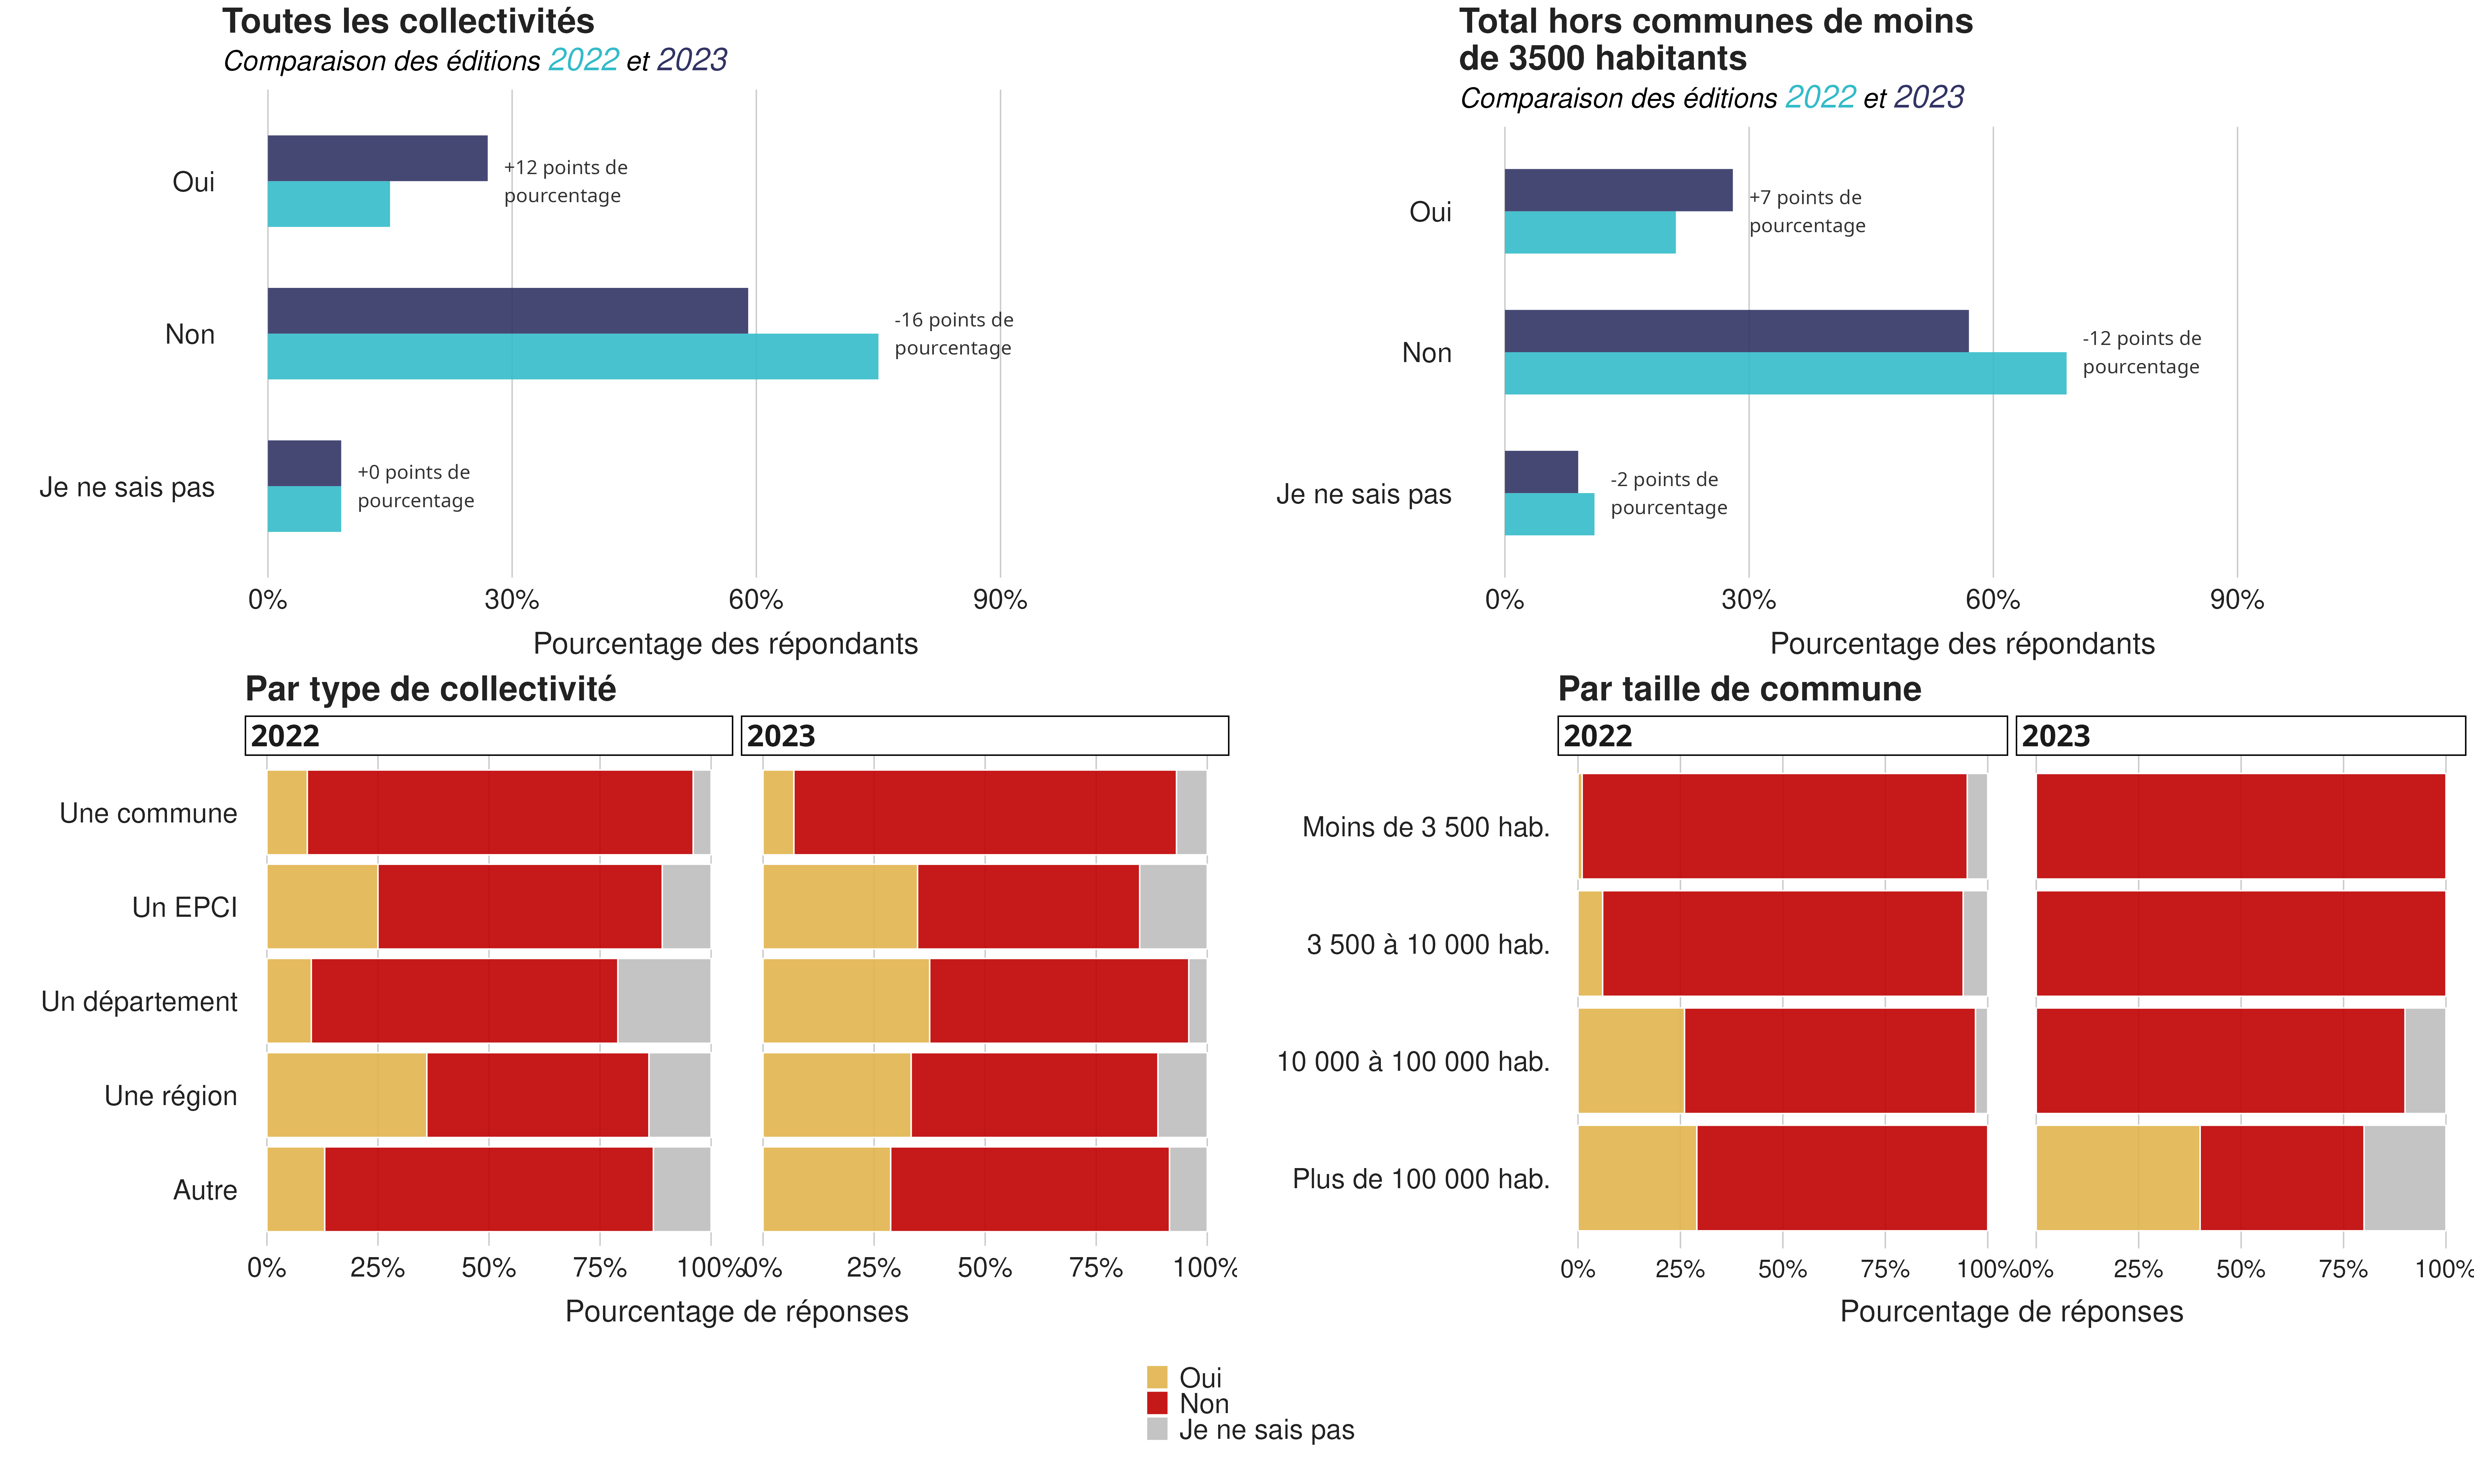 Toutes les collectivités
Comparaison des éditions 2022 et 2023
Oui
+12 points de
pourcentage
Non
-16 points de
pourcentage
Je ne sais pas
+0 points de
pourcentage
0% 30% 60% 90%
Pourcentage des répondants
Total hors communes de moins
de 3500 habitants
Comparaison des éditions 2022 et 2023
Oui
+7 points de
pourcentage
Non
-12 points de
pourcentage
Je ne sais pas
-2 points de
pourcentage
0% 30% 60% 90%
Pourcentage des répondants
Par type de collectivité
2022 2023
Une commune
Un EPCI
Un département
Une région
Autre
0% 25% 50% 75% 100% 0% 25% 50% 75% 100%
Pourcentage de réponses
Par taille de commune
2022 2023
Moins de 3 500 hab.
3 500 à 10 000 hab.
10 000 à 100 000 hab.
Plus de 100 000 hab.
0% 25% 50% 75% 100% 0% 25% 50% 75% 100%
Pourcentage de réponses
Oui
Non
Je ne sais pas